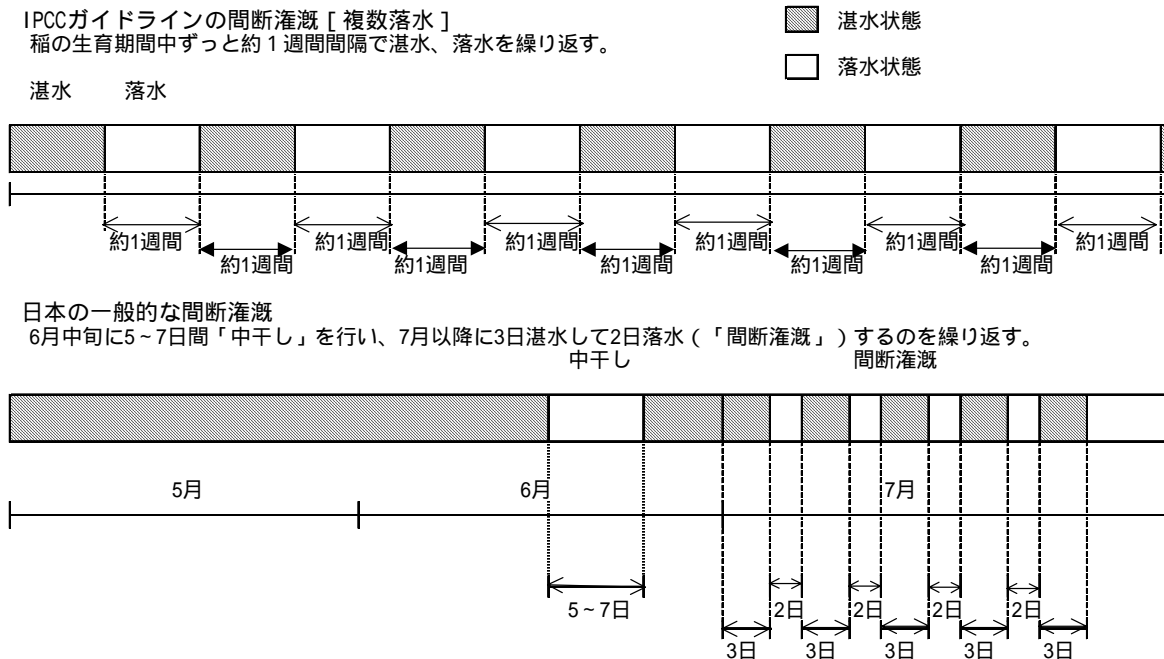 IPCCガイドラインの間断潅漑 [ 複数落水 ]
稲の生育期間中ずっと約１週間間隔で湛水、落水を繰り返す。
湛水状態
落水状態
湛水 落水
約1週間 約1週間 約1週間 約1週間 約1週間 約1週間
約1週間 約1週間 約1週間 約1週間 約1週間
日本の一般的な間断潅漑
6月中旬に5~7日間「中干し」を行い、7月以降に3日湛水して2日落水（「間断潅漑」）するのを繰り返す。
中干し 間断潅漑
5月 6月 7月
5~7日 2日 2日 2日 2日
3日 3日 3日 3日 3日